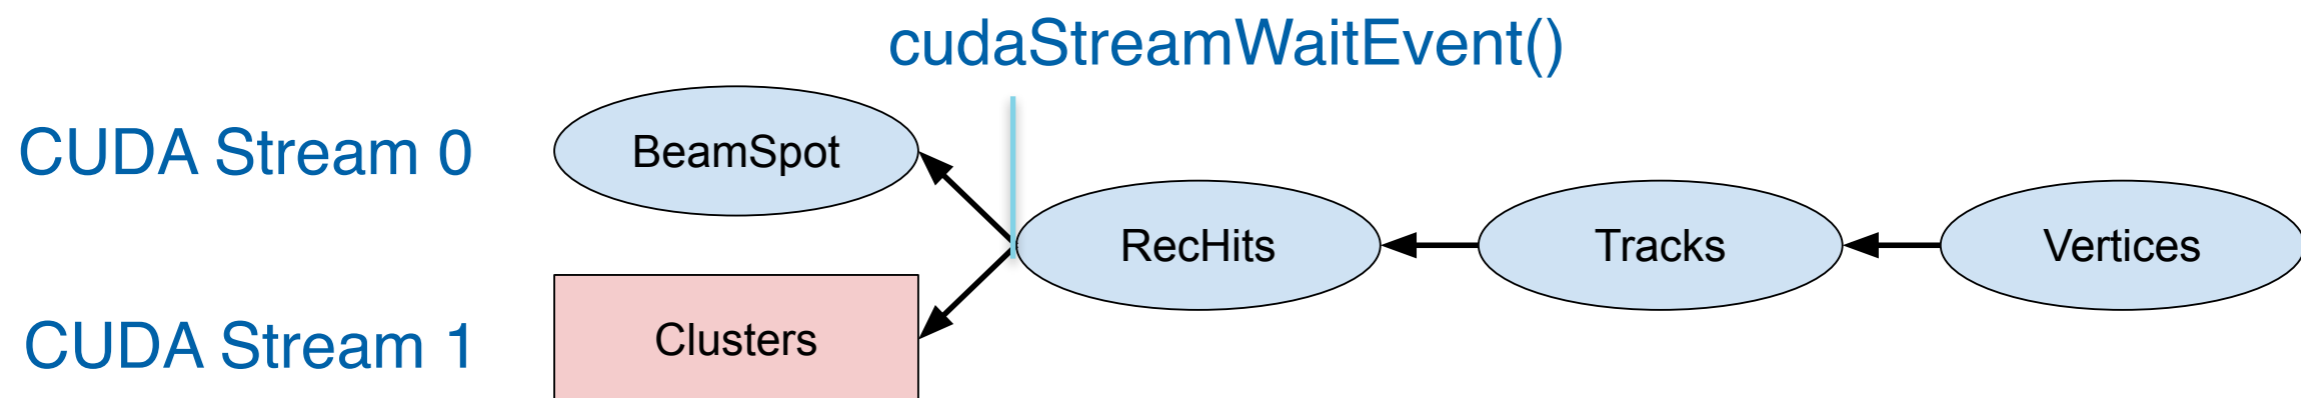 cudaStreamWaitEvent()
CUDA Stream 0
BeamSpot
RecHits
Tracks
Vertices
CUDA Stream 1
Clusters